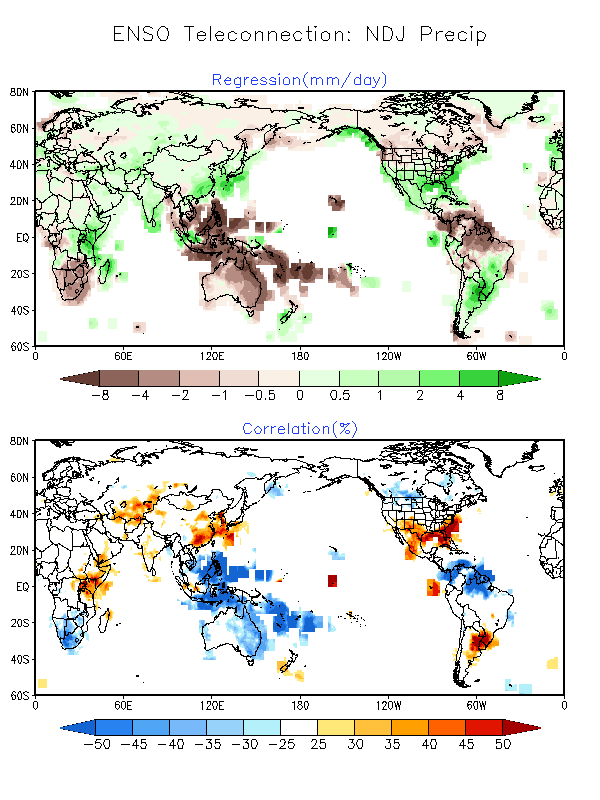 ENSO Teleconnection: NDJ Precip
Regression(mm/day)
80N
60N
40N
20N
EQ
20S
40S
60S
0 60E 120E 180 120W 60W 0
−8 −4 −2 −1 −0.5 0 0.5 1 2 4 8
Correlation(%)
80N
60N
40N
20N
EQ
20S
40S
60S
0 60E 120E 180 120W 60W 0
−50 −45 −40 −35 −30 −25 25 30 35 40 45 50